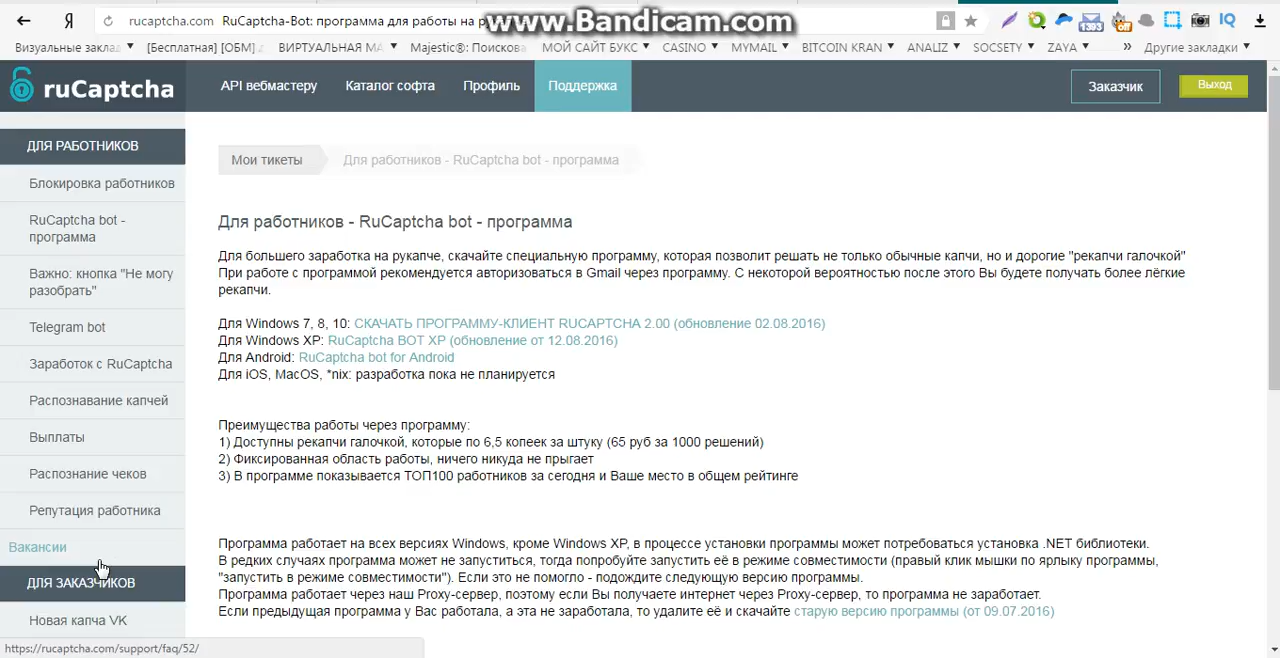 rucaptcha.com RuCaptcha-Bot: программа для работы на
www.Bandicam.com
Визуальные заклад
[Бесплатная] [ОБМ]
ВИРТУАЛЬНАЯ МА
Majestic®: Поискова
МОЙ САЙТ БУКС
CASINO
MYMAIL
BITCOIN KRAN
ANALIZ
SOCSETY
ZAYA
» Другие закладки
1393
off
IQ
Я
ruCaptcha
API вебмастеру
Каталог софта
Профиль
Поддержка
Заказчик
Выход
ДЛЯ РАБОТНИКОВ
Блокировка работников
RuCaptcha bot -
программа
Важно: кнопка "Не могу
разобрать"
Telegram bot
Заработок с RuCaptcha
Распознавание капчей
Выплаты
Распознание чеков
Репутация работника
Вакансии
ДЛЯ ЗАКАЗЧИКОВ
Новая капча VK
https://rucaptcha.com/support/faq/52/
Мои тикеты
Для работников - RuCaptcha bot - программа
Для работников - RuCaptcha bot - программа
Для большего заработка на рукапче, скачайте специальную программу, которая позволит решать не только обычные капчи, но и дорогие "рекапчи галочкой"
При работе с программой рекомендуется авторизоваться в Gmail через программу. С некоторой вероятностью после этого Вы будете получать более лёгкие
рекапчи.
Для Windows 7, 8, 10: СКАЧАТЬ ПРОГРАММУ-КЛИЕНТ RUCAPTCHA 2.00 (обновление 02.08.2016)
Для Windows XP: RuCaptcha BOT XP (обновление от 12.08.2016)
Для Android: RuCaptcha bot for Android
Для iOS, MacOS, *nix: разработка пока не планируется
Преимущества работы через программу:
1) Доступны рекапчи галочкой, которые по 6,5 копеек за штуку (65 руб за 1000 решений)
2) Фиксированная область работы, ничего никуда не прыгает
3) В программе показывается ТОП100 работников за сегодня и Ваше место в общем рейтинге
Программа работает на всех версиях Windows, кроме Windows XP, в процессе установки программы может потребоваться установка .NET библиотеки.
В редких случаях программа может не запуститься, тогда попробуйте запустить её в режиме совместимости (правый клик мышки по ярлыку программы,
"запустить в режиме совместимости"). Если это не помогло - подождите следующую версию программы.
Программа работает через наш Proxy-сервер, поэтому если Вы получаете интернет через Proxy-сервер, то программа не заработает.
Если предыдущая программа у Вас работала, а эта не заработала, то удалите её и скачайте старую версию программы (от 09.07.2016)